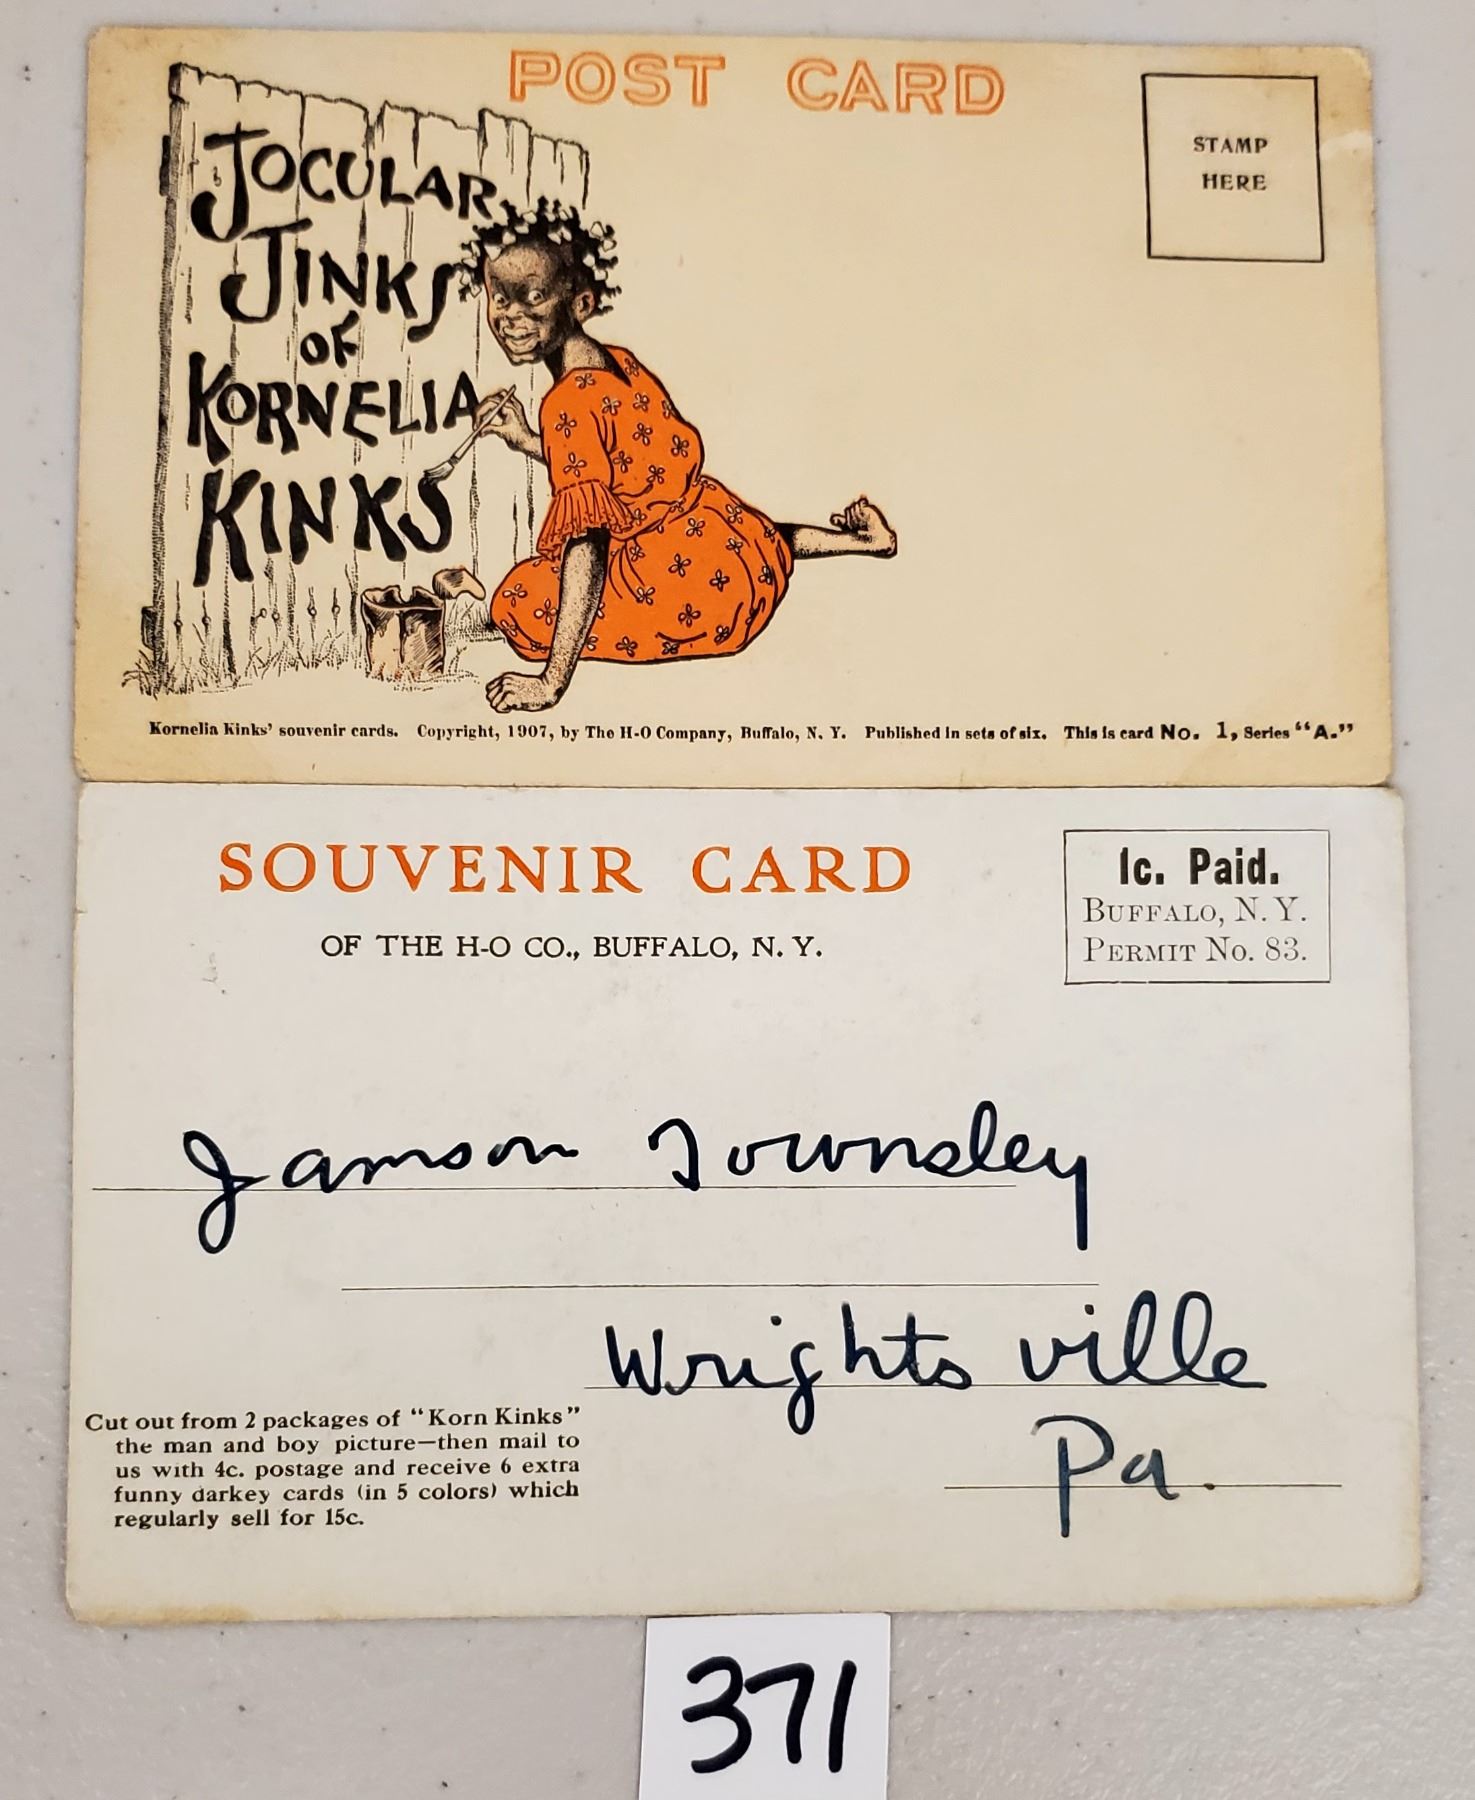 POST CARD
STAMP
HERE
JOCULAR
JINKS
OF
KORNELIA
KINKS
Kornelia Kinks' souvenir cards. Copyright, 1907, by The H-O Company, Buffalo, N. Y. Published in sets of six. This is card No. 1, Series "A."
SOUVENIR CARD
OF THE H-O CO., BUFFALO, N. Y.
1c. Paid.
BUFFALO, N. Y.
PERMIT No. 83.
Jamson Townsley
Wrights ville
Pa.
Cut out from 2 packages of "Korn Kinks"
the man and boy picture—then mail to
us with 4c. postage and receive 6 extra
funny darkey cards (in 5 colors) which
regularly sell for 15c.
371